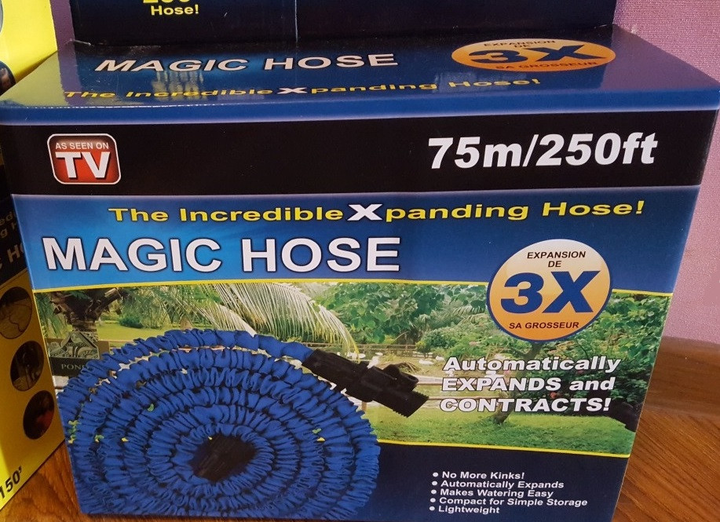 Hose!
MAGIC HOSE
EXPANSION
DE
3X
SA GROSSEUR
The Incredible Xpanding Hose!
AS SEEN ON
TV
75m/250ft
The Incredible Xpanding Hose!
MAGIC HOSE
EXPANSION
DE
3X
SA GROSSEUR
Automatically
EXPANDS and
CONTRACTS!
POND
• No More Kinks!
• Automatically Expands
• Makes Watering Easy
• Compact for Simple Storage
• Lightweight
150'